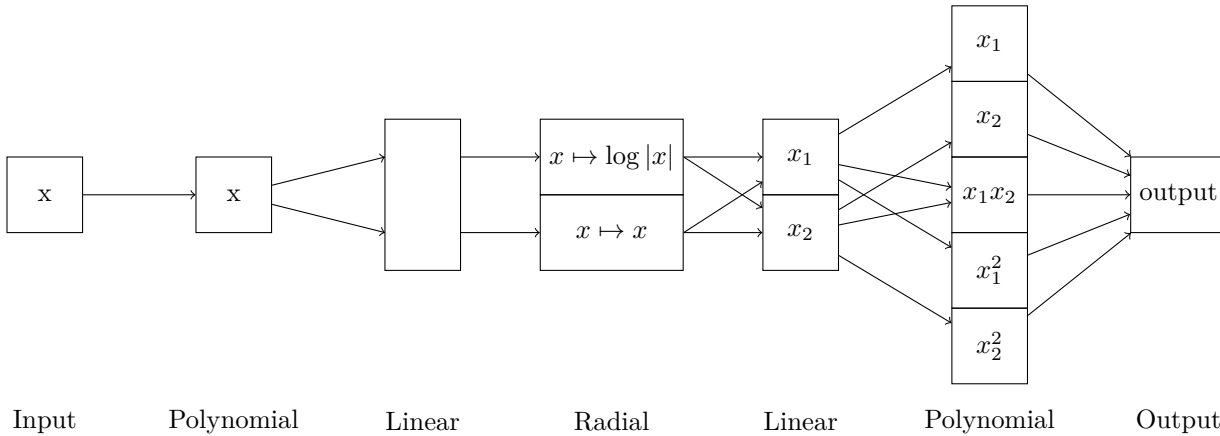 x
x
x ↦ log |x|
x ↦ x
x₁
x₂
x₁
x₂
x₁x₂
x₁²
x₂²
output
Input
Polynomial
Linear
Radial
Linear
Polynomial
Output